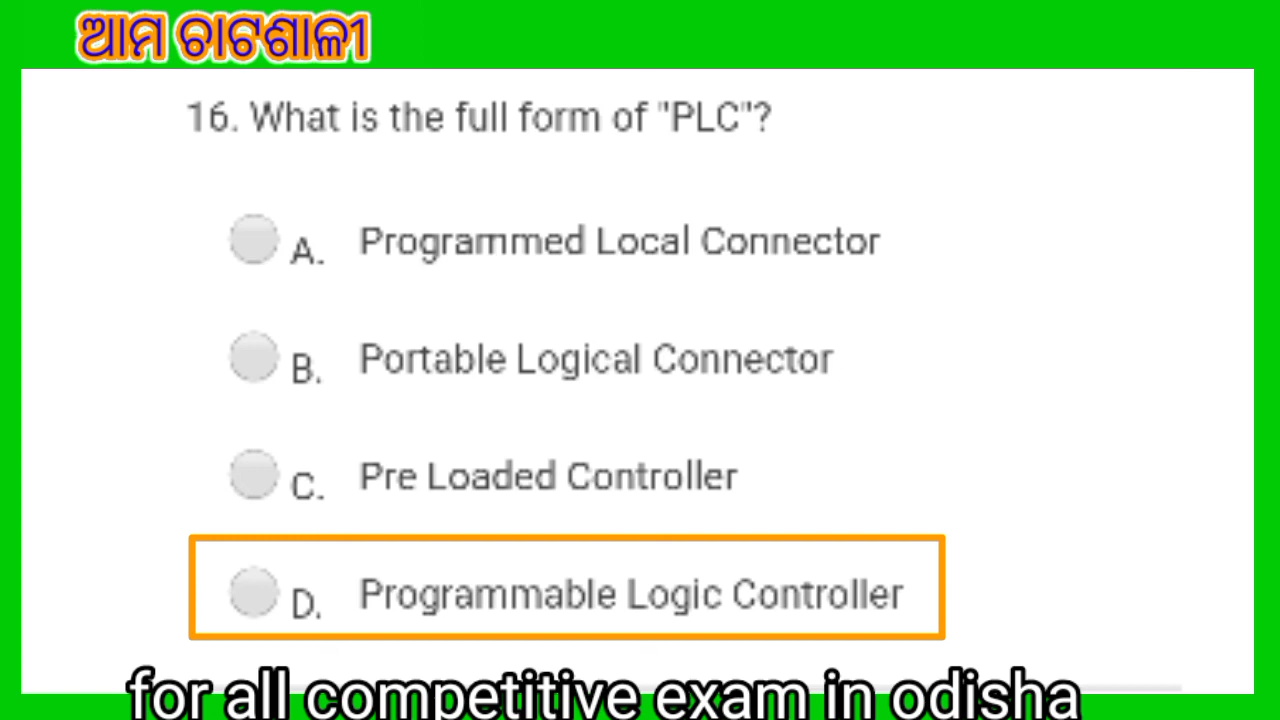 ଆମ ଚାଟଶାଳୀ
16. What is the full form of "PLC"?
A. Programmed Local Connector
B. Portable Logical Connector
C. Pre Loaded Controller
D. Programmable Logic Controller
for all competitive exam in odisha